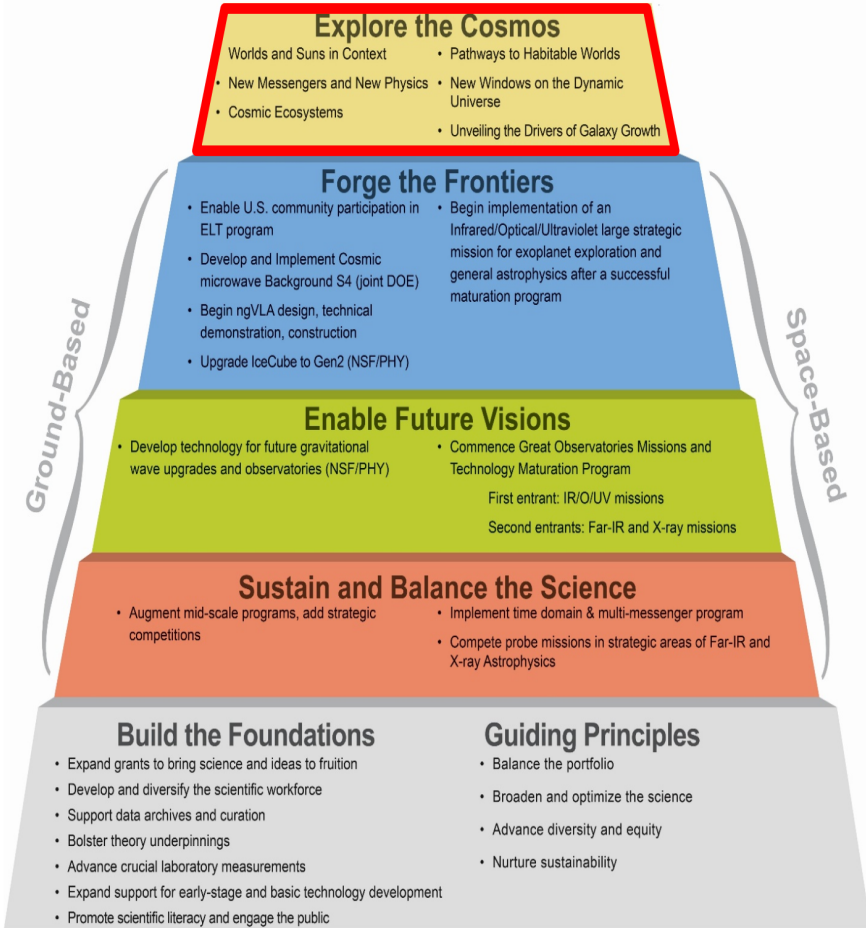 Explore the Cosmos
Worlds and Suns in Context
• New Messengers and New Physics
• Cosmic Ecosystems
• Pathways to Habitable Worlds
• New Windows on the Dynamic
Universe
• Unveiling the Drivers of Galaxy Growth
Ground-Based
Space-Based
Forge the Frontiers
• Enable U.S. community participation in
ELT program
• Develop and Implement Cosmic
microwave Background S4 (joint DOE)
• Begin ngVLA design, technical
demonstration, construction
• Upgrade IceCube to Gen2 (NSF/PHY)
• Begin implementation of an
Infrared/Optical/Ultraviolet large strategic
mission for exoplanet exploration and
general astrophysics after a successful
maturation program
Enable Future Visions
• Develop technology for future gravitational
wave upgrades and observatories (NSF/PHY)
• Commence Great Observatories Missions and
Technology Maturation Program
First entrant: IR/O/UV missions
Second entrants: Far-IR and X-ray missions
Sustain and Balance the Science
• Augment mid-scale programs, add strategic
competitions
• Implement time domain & multi-messenger program
• Compete probe missions in strategic areas of Far-IR and
X-ray Astrophysics
Build the Foundations
• Expand grants to bring science and ideas to fruition
• Develop and diversify the scientific workforce
• Support data archives and curation
• Bolster theory underpinnings
• Advance crucial laboratory measurements
• Expand support for early-stage and basic technology development
• Promote scientific literacy and engage the public
Guiding Principles
• Balance the portfolio
• Broaden and optimize the science
• Advance diversity and equity
• Nurture sustainability